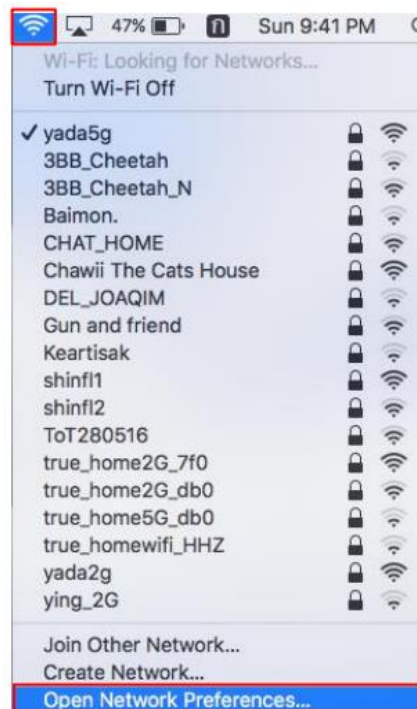 47% ก Sun 9:41 PM
Wi-Fi: Looking for Networks...
Turn Wi-Fi Off
✓ yada5g
3BB_Cheetah
3BB_Cheetah_N
Baimon.
CHAT_HOME
Chawii The Cats House
DEL_JOAQIM
Gun and friend
Keartisak
shinfl1
shinfl2
ToT280516
true_home2G_7f0
true_home2G_db0
true_home5G_db0
true_homewifi_HHZ
yada2g
ying_2G
Join Other Network...
Create Network...
Open Network Preferences...